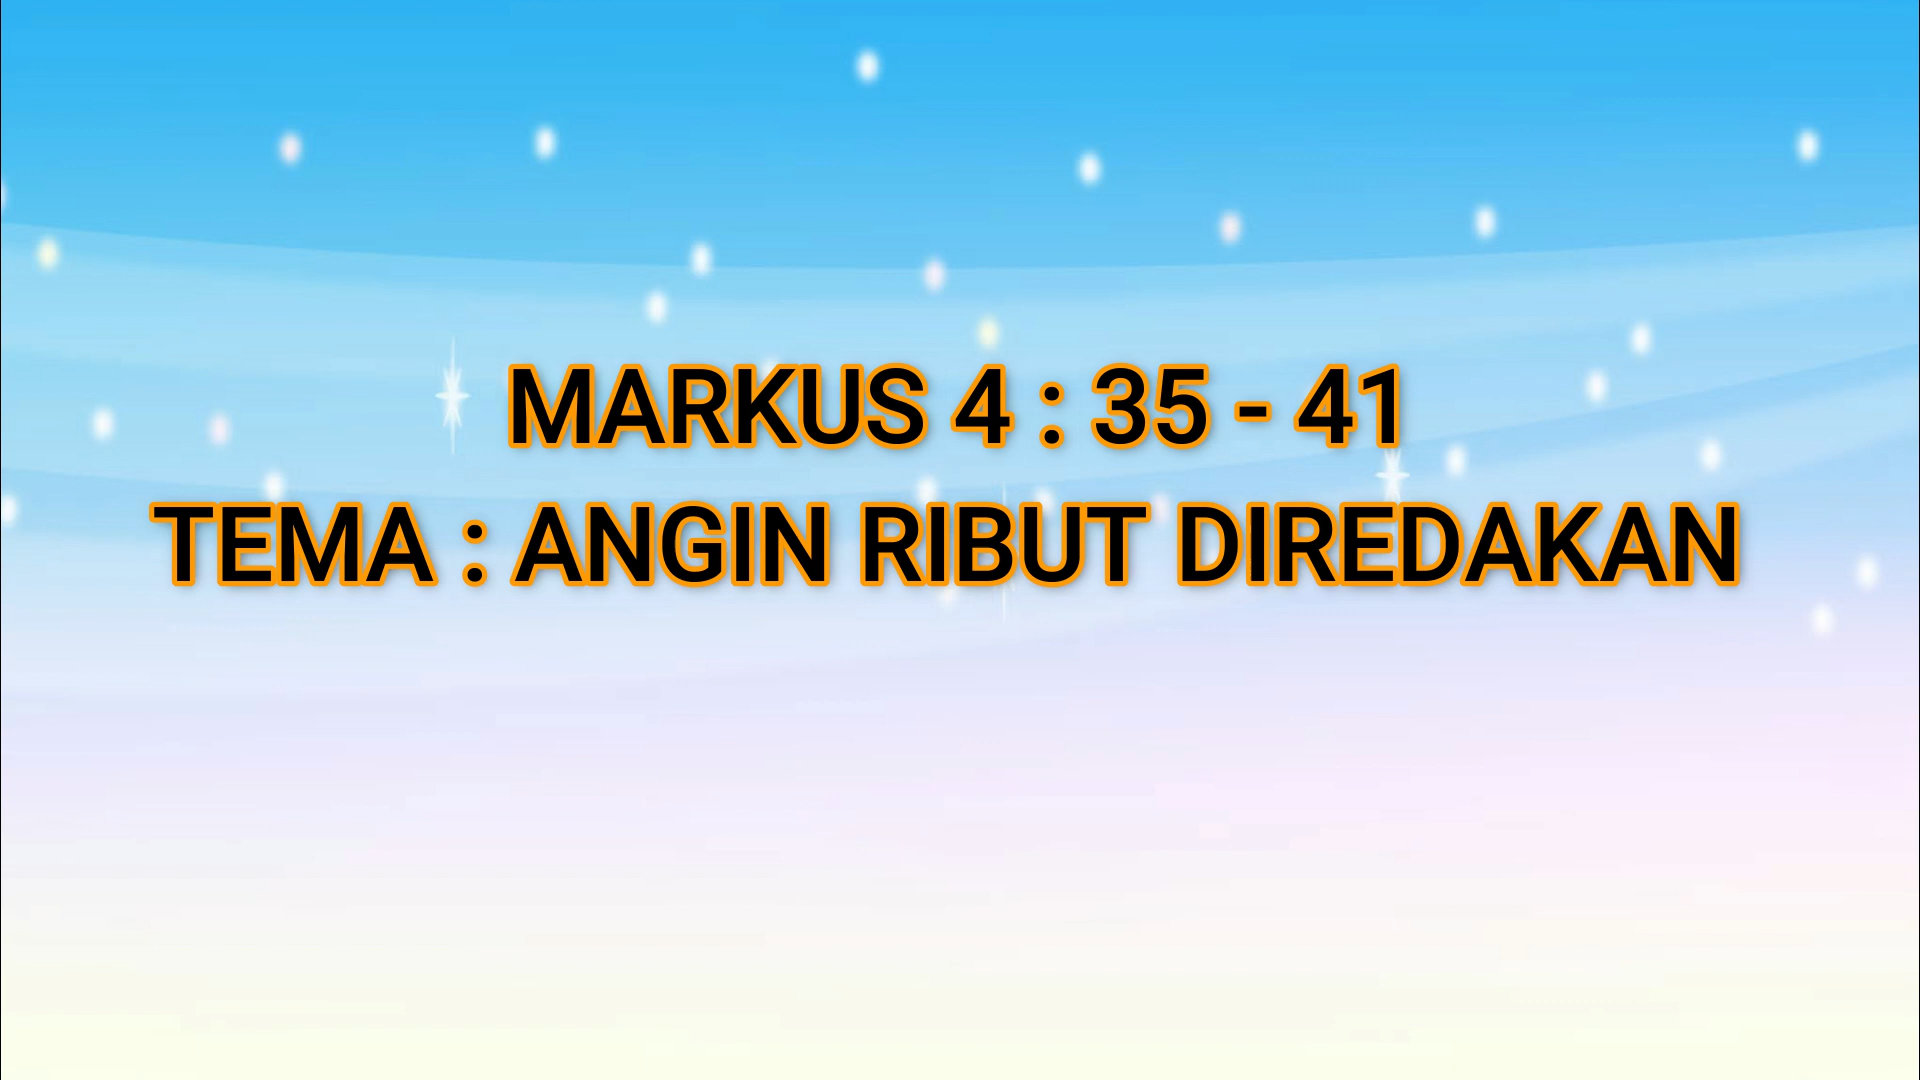 MARKUS 4 : 35 - 41
TEMA : ANGIN RIBUT DIREDAKAN